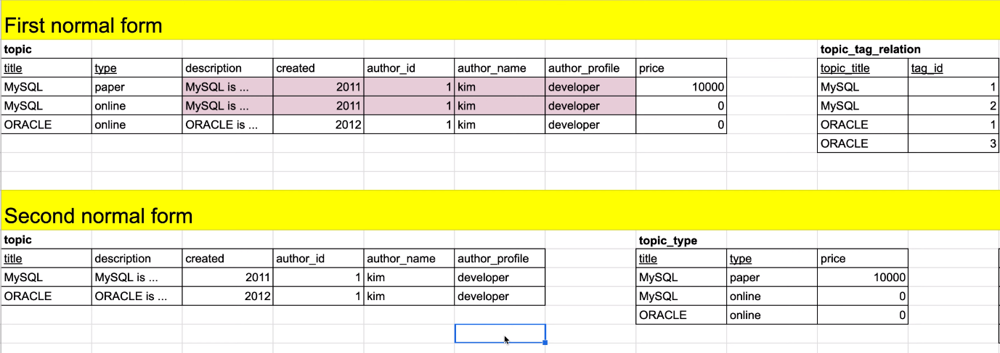 First normal form
topic topic_tag_relation
title type description created author_id author_name author_profile price topic_title tag_id
MySQL paper MySQL is ... 2011 1 kim developer 10000 MySQL 1
MySQL online MySQL is ... 2011 1 kim developer 0 MySQL 2
ORACLE online ORACLE is ... 2012 1 kim developer 0 ORACLE 1
ORACLE 3
Second normal form
topic topic_type
title description created author_id author_name author_profile title type price
MySQL MySQL is ... 2011 1 kim developer MySQL paper 10000
ORACLE ORACLE is ... 2012 1 kim developer MySQL online 0
ORACLE online 0